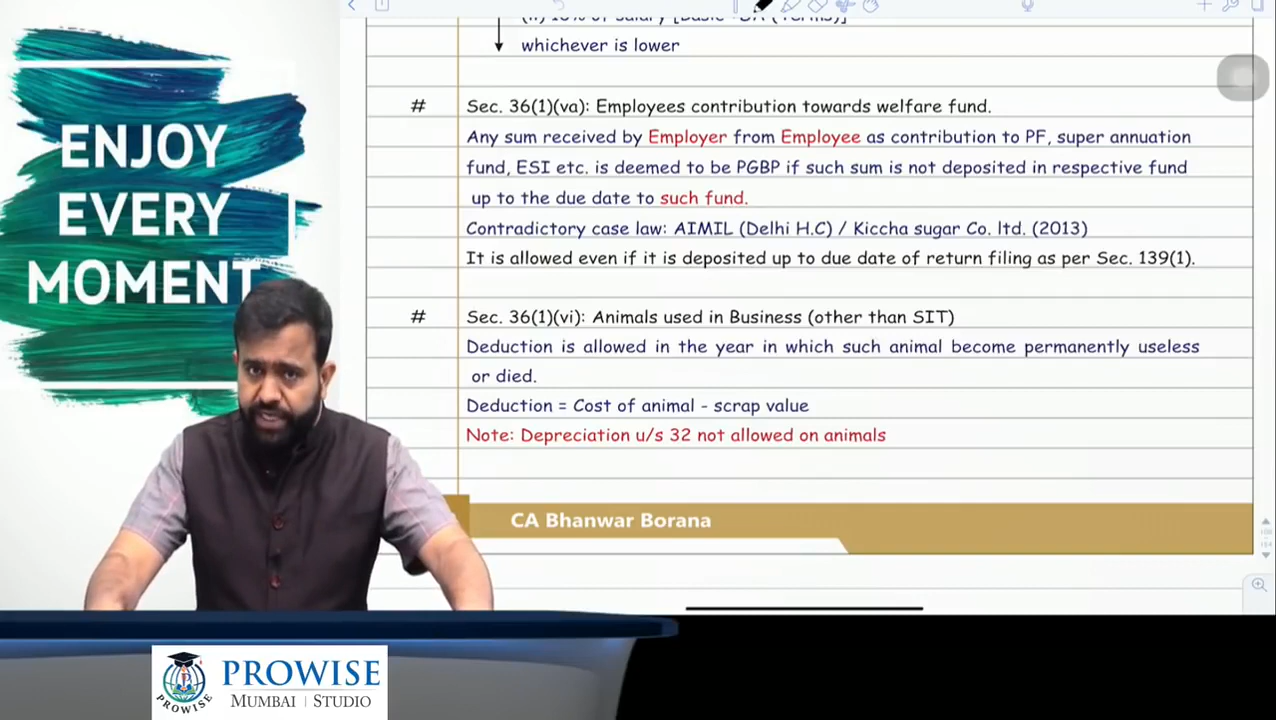 ENJOY
EVERY
MOMENT
whichever is lower
# Sec. 36(1)(va): Employees contribution towards welfare fund.
Any sum received by Employer from Employee as contribution to PF, super annuation
fund, ESI etc. is deemed to be PGBP if such sum is not deposited in respective fund
up to the due date to such fund.
Contradictory case law: AIMIL (Delhi H.C) / Kiccha sugar Co. ltd. (2013)
It is allowed even if it is deposited up to due date of return filing as per Sec. 139(1).
# Sec. 36(1)(vi): Animals used in Business (other than SIT)
Deduction is allowed in the year in which such animal become permanently useless
or died.
Deduction = Cost of animal - scrap value
Note: Depreciation u/s 32 not allowed on animals
CA Bhanwar Borana
PROWISE
MUMBAI | STUDIO
PROWISE